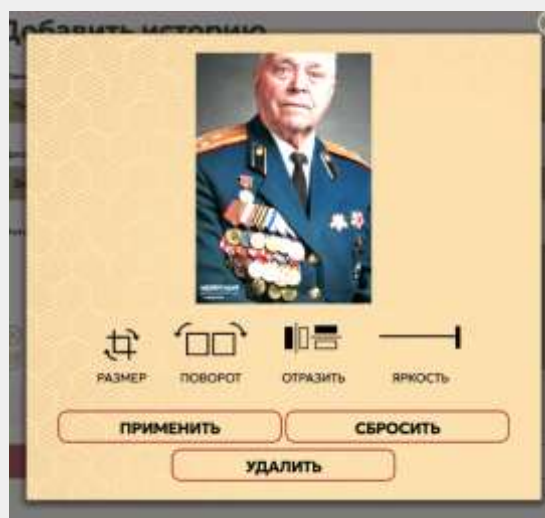 Добавить историю
РАЗМЕР
ПОВОРОТ
ОТРАЗИТЬ
ЯРКОСТЬ
ПРИМЕНИТЬ
СБРОСИТЬ
УДАЛИТЬ